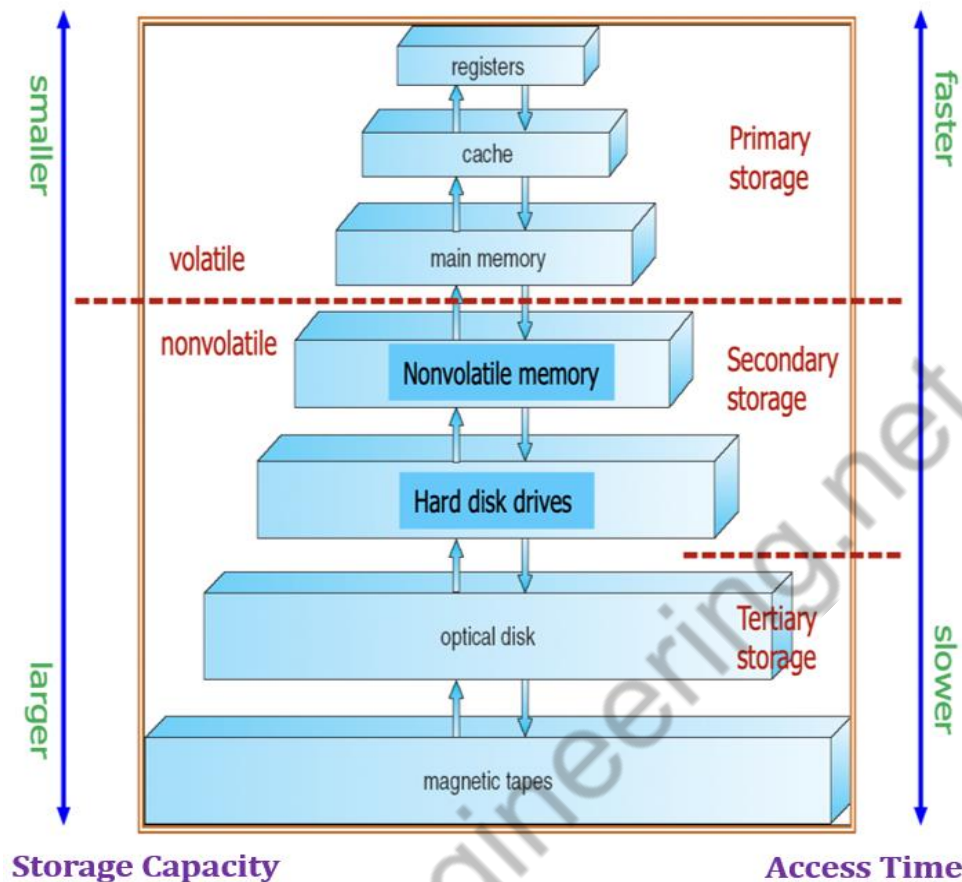 registers
smaller
faster
cache
Primary
storage
volatile
main memory
nonvolatile
Nonvolatile memory
Secondary
storage
Hard disk drives
optical disk
Tertiary
storage
larger
slower
magnetic tapes
Storage Capacity
Access Time